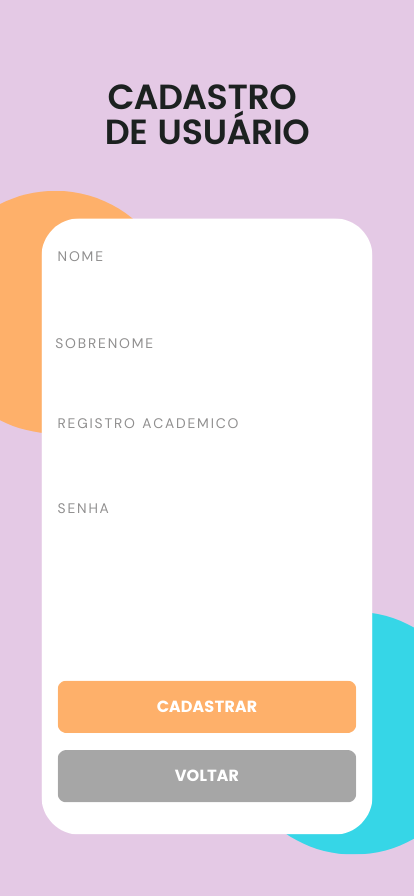 CADASTRO
DE USUÁRIO
NOME
SOBRENOME
REGISTRO ACADEMICO
SENHA
CADASTRAR
VOLTAR